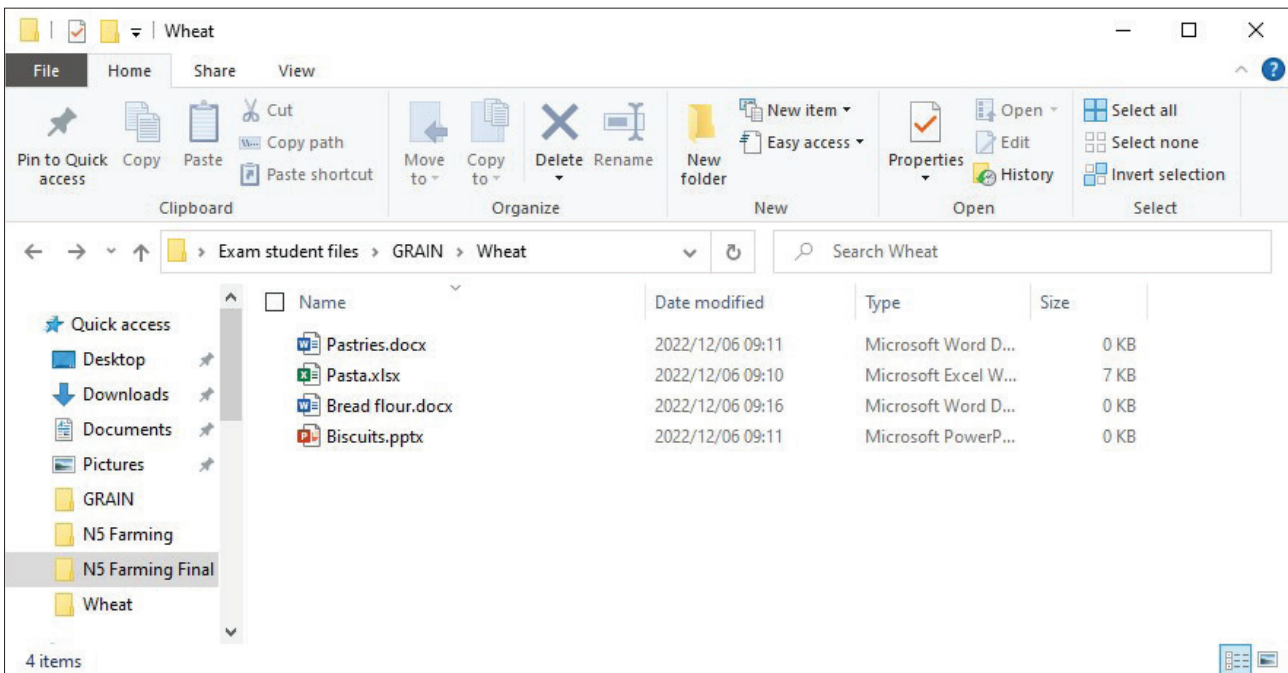 Wheat
File Home Share View
Pin to Quick access
Copy
Paste
Cut
Copy path
Paste shortcut
Clipboard
Move to
Copy to
Delete
Rename
Organize
New folder
New item
Easy access
New
Properties
Open
Edit
History
Open
Select all
Select none
Invert selection
Select
Exam student files > GRAIN > Wheat
Search Wheat
Quick access
Desktop
Downloads
Documents
Pictures
GRAIN
N5 Farming
N5 Farming Final
Wheat
Name Date modified Type Size
Pastries.docx 2022/12/06 09:11 Microsoft Word D... 0 KB
Pasta.xlsx 2022/12/06 09:10 Microsoft Excel W... 7 KB
Bread flour.docx 2022/12/06 09:16 Microsoft Word D... 0 KB
Biscuits.pptx 2022/12/06 09:11 Microsoft PowerP... 0 KB
4 items